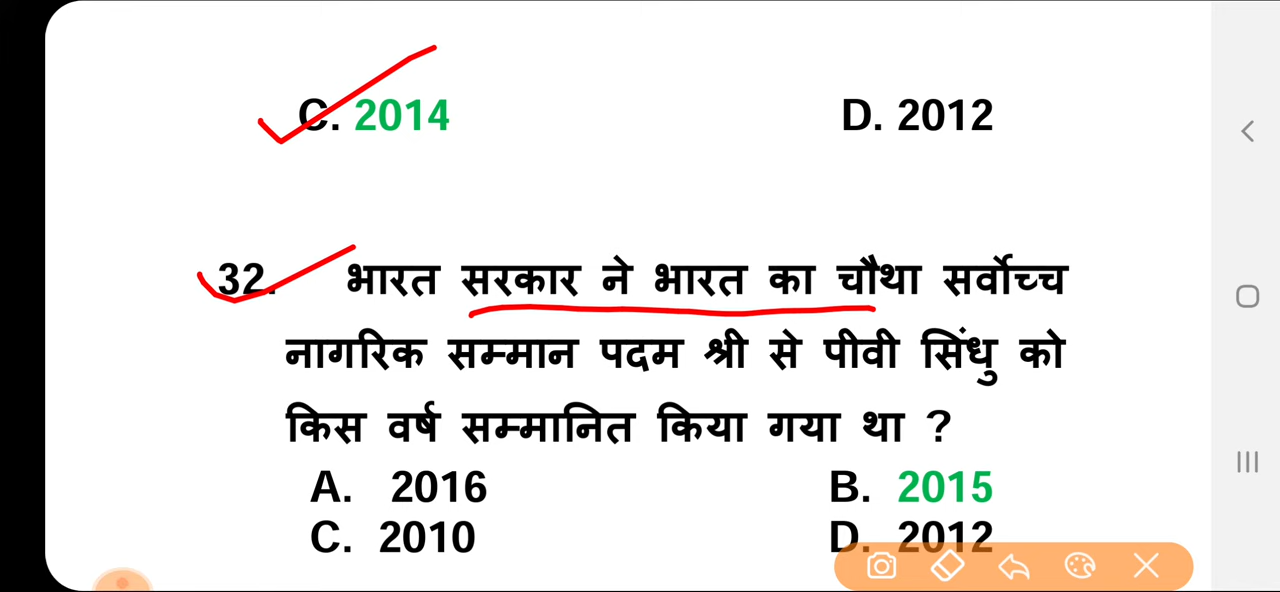 C. 2014 D. 2012
32. भारत सरकार ने भारत का चौथा सर्वोच्च
नागरिक सम्मान पदम श्री से पीवी सिंधु को
किस वर्ष सम्मानित किया गया था ?
A. 2016 B. 2015
C. 2010 D. 2012